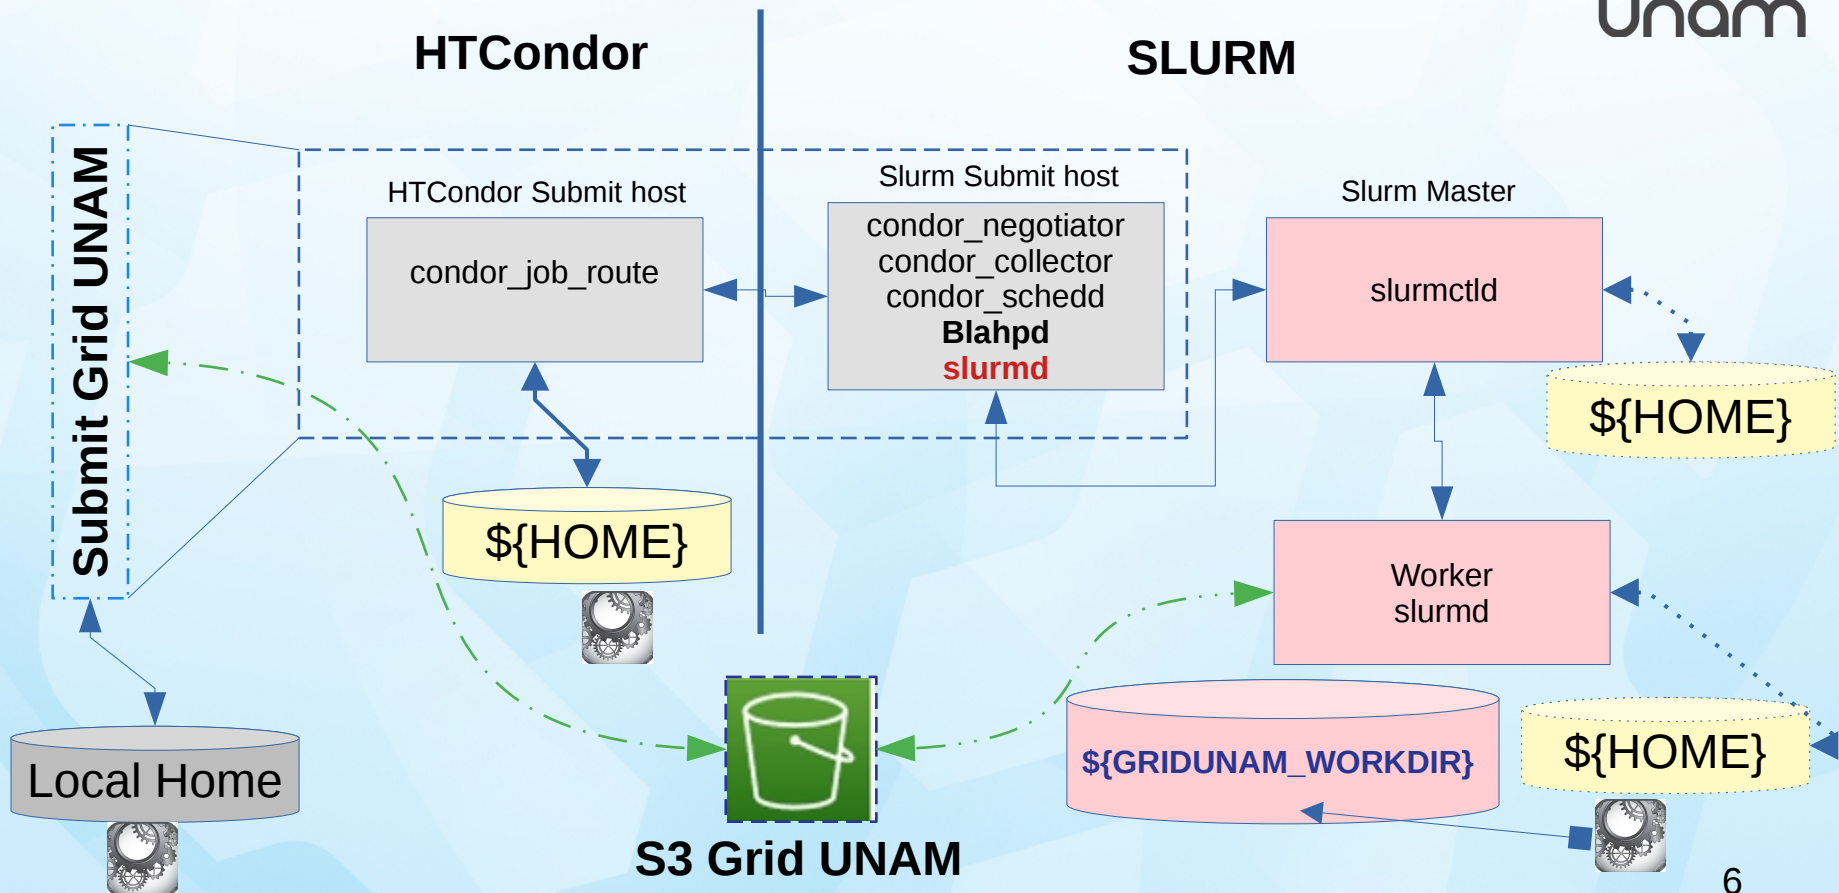 unam
HTCondor
SLURM
Submit Grid UNAM
HTCondor Submit host
condor_job_route
Slurm Submit host
condor_negotiator
condor_collector
condor_schedd
Blahpd
slurmd
Slurm Master
slurmctld
${HOME}
${HOME}
Worker
slurmd
Local Home
S3 Grid UNAM
${GRIDUNAM_WORKDIR}
${HOME}
6